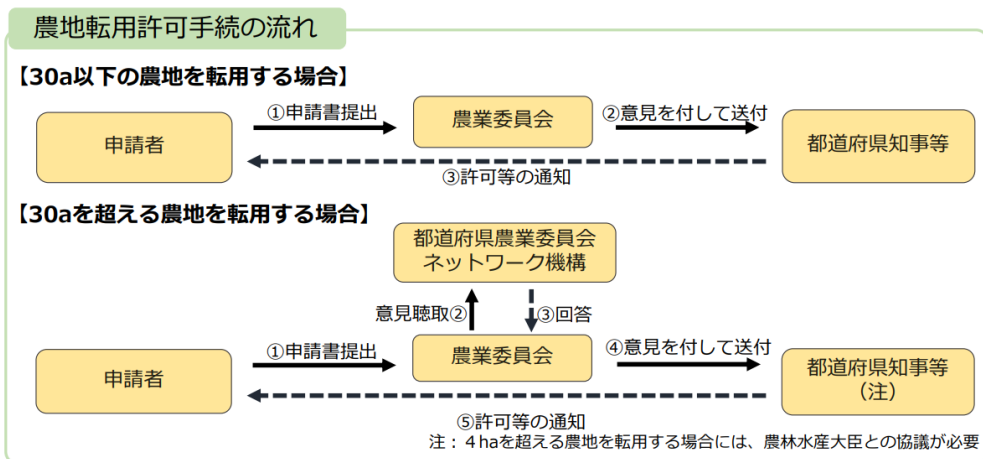 農地転用許可手続の流れ
【30a以下の農地を転用する場合】
申請者
①申請書提出
農業委員会
②意見を付して送付
都道府県知事等
③許可等の通知
【30aを超える農地を転用する場合】
都道府県農業委員会
ネットワーク機構
意見聴取②
③回答
申請者
①申請書提出
農業委員会
④意見を付して送付
都道府県知事等
（注）
⑤許可等の通知
注：４haを超える農地を転用する場合には、農林水産大臣との協議が必要